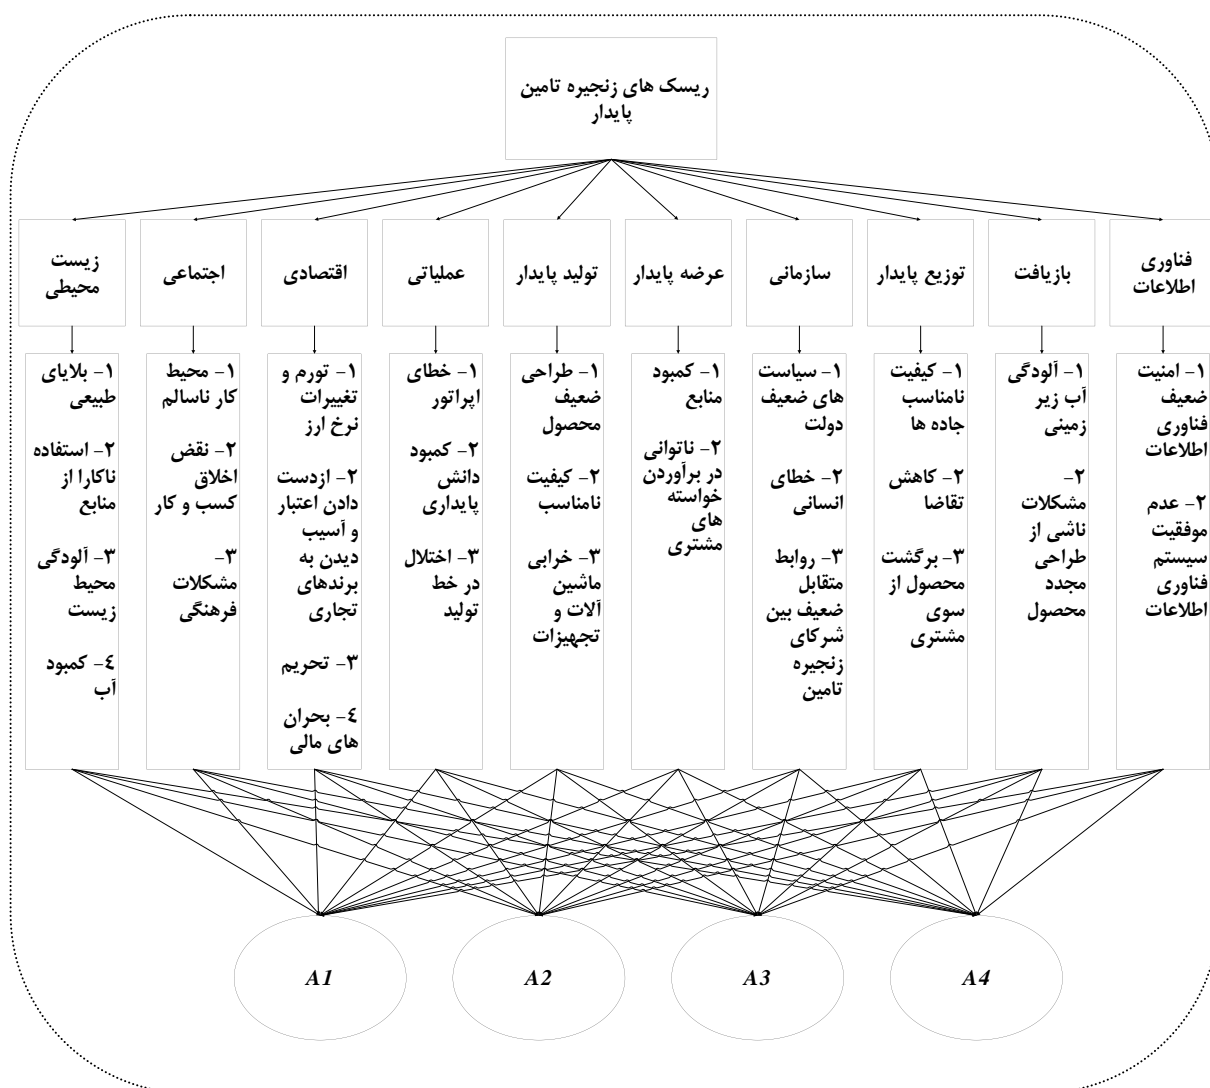 ریسک های زنجیره تامین
پایدار
فناوری
اطلاعات
بازیافت
توزیع پایدار
سازمانی
عرضه پایدار
تولید پایدار
عملیاتی
اقتصادی
اجتماعی
زیست
محیطی
۱- امنیت
ضعیف
فناوری
اطلاعات
۲- عدم
موفقیت
سیستم
فناوری
اطلاعات
۱- آلودگی
آب زیر
زمینی
۲-
مشکلات
ناشی از
طراحی
مجدد
محصول
۱- کیفیت
نامناسب
جاده ها
۲- کاهش
تقاضا
۳- برگشت
محصول از
سوی
مشتری
۱- سیاست
های ضعیف
دولت
۲- خطای
انسانی
۳- روابط
متقابل
ضعیف بین
شرکای
زنجیره
تامین
۱- کمبود
منابع
۲- ناتوانی
در برآوردن
خواسته
های
مشتری
۱- طراحی
ضعیف
محصول
۲- کیفیت
نامناسب
۳- خرابی
ماشین
آلات و
تجهیزات
۱- خطای
اپراتور
۲- کمبود
دانش
پایداری
۳- اختلال
در خط
تولید
۱- تورم و
تغییرات
نرخ ارز
۲- ازدست
دادن اعتبار
و آسیب
دیدن به
برندهای
تجاری
۳- تحریم
٤- بحران
های مالی
۱- محیط
کار ناسالم
۲- نقض
اخلاق
کسب و کار
۳-
مشکلات
فرهنگی
۱- بلایای
طبیعی
۲- استفاده
ناکارا از
منابع
۳- آلودگی
محیط
زیست
٤- کمبود
آب
A1
A2
A3
A4